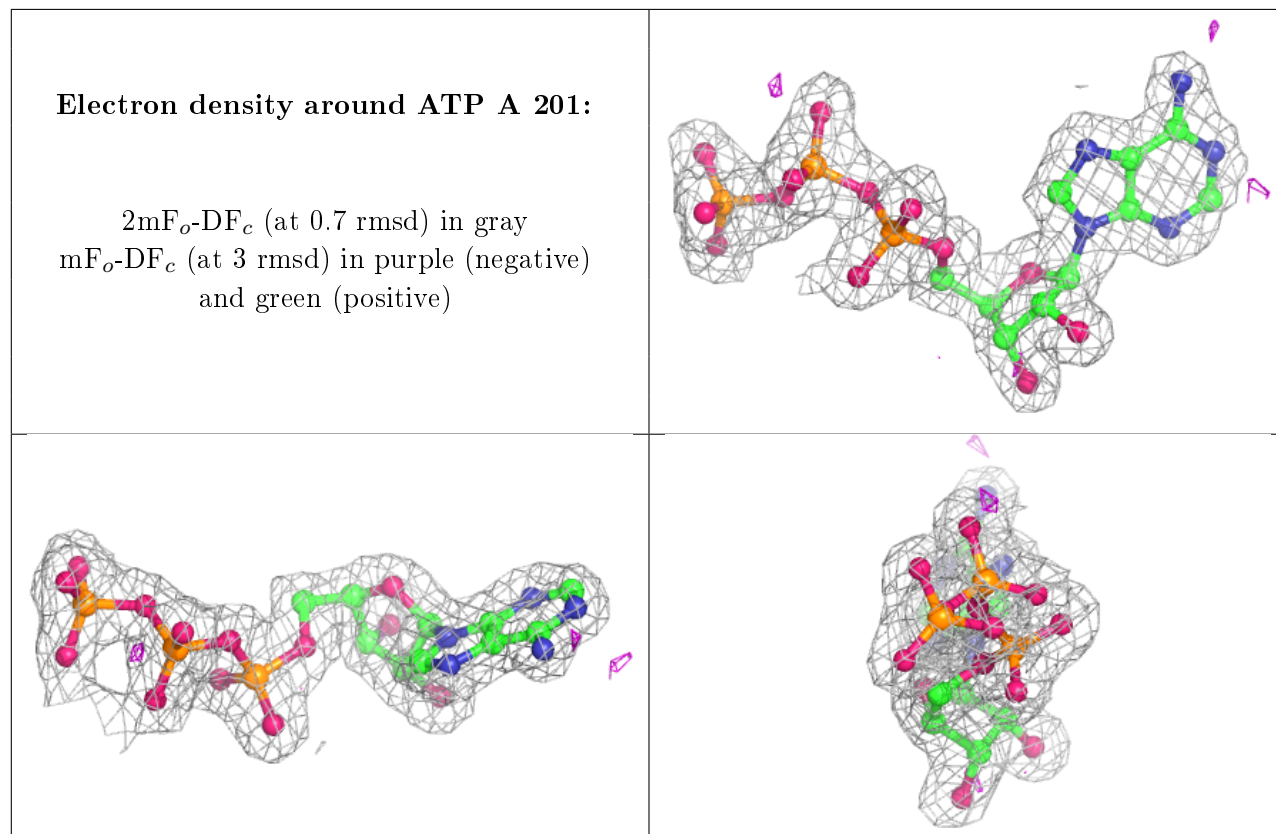 Electron density around ATP A 201:
2mFo-DFc (at 0.7 rmsd) in gray
mFo-DFc (at 3 rmsd) in purple (negative)
and green (positive)